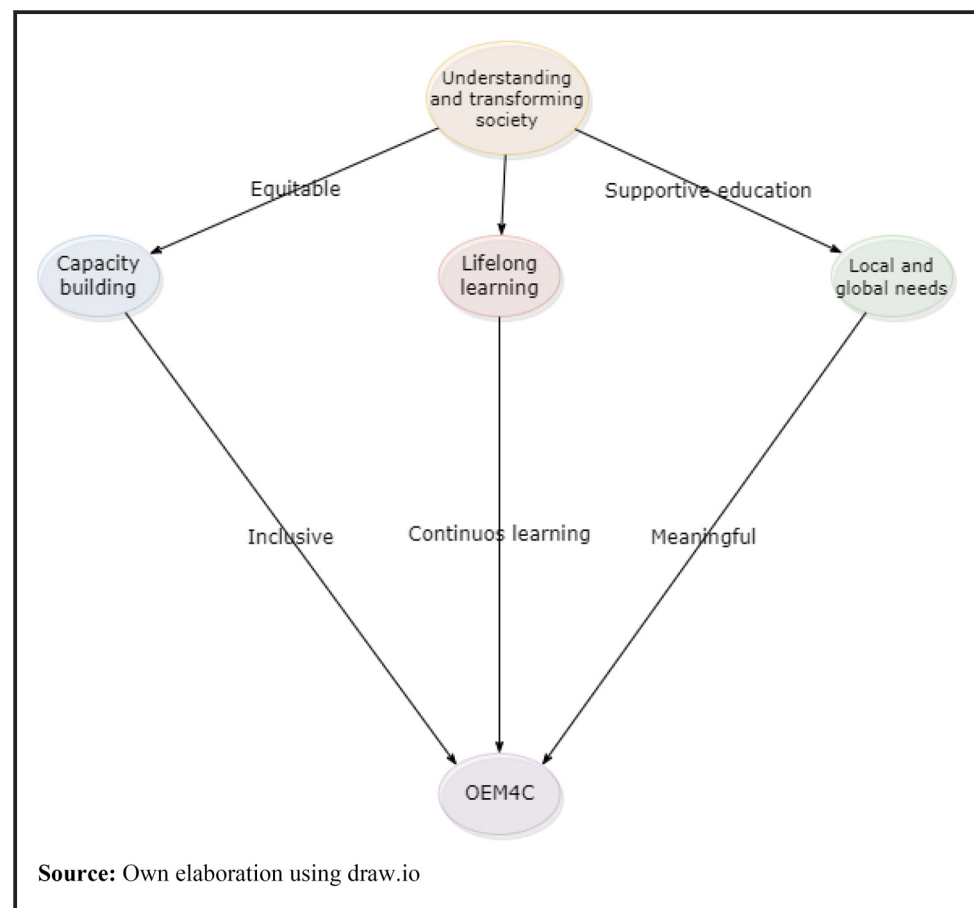 Understanding
and transforming
society
Equitable
Supportive education
Capacity
building
Lifelong
learning
Local and
global needs
Inclusive
Continuos learning
Meaningful
OEM4C
Source: Own elaboration using draw.io